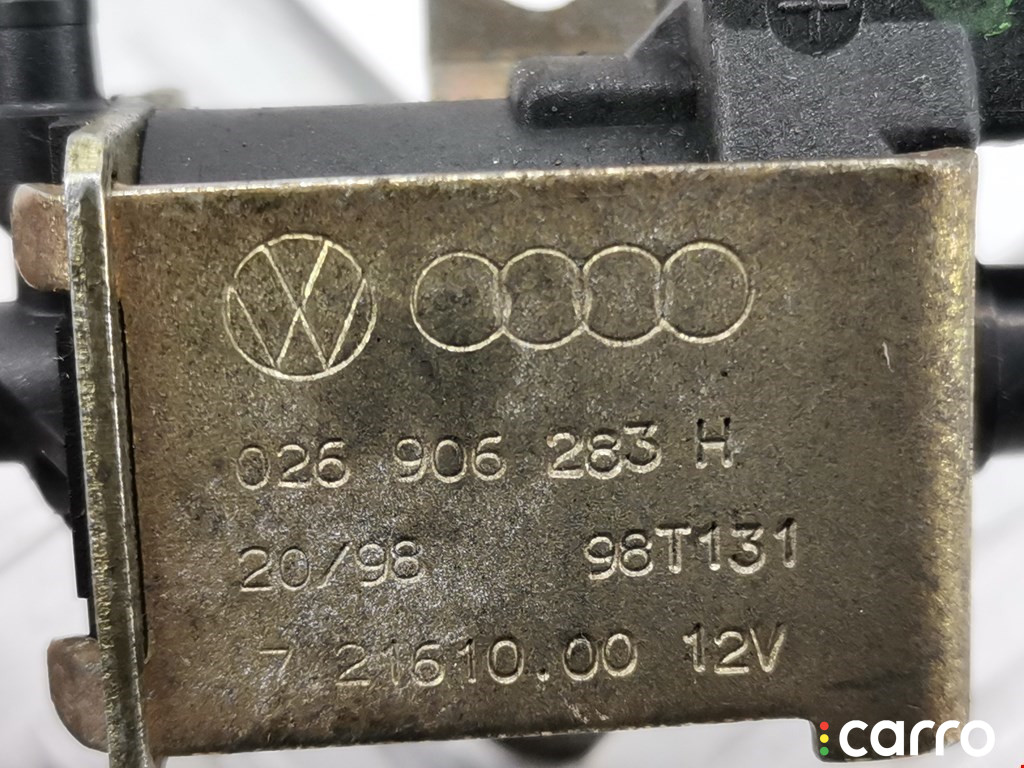 026 906 283 H
20/98 98T131
7 21610.00 12V
carro